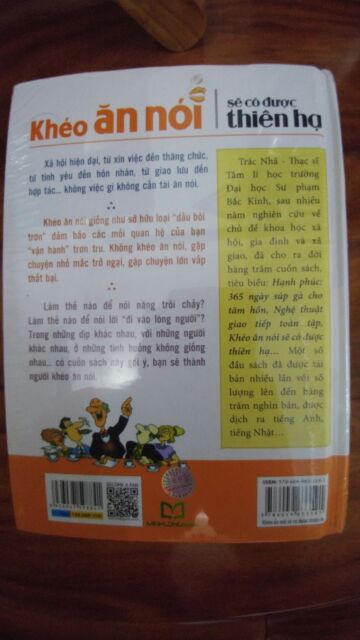 Khéo ăn nói
sẽ có được
thiên hạ
Xã hội hiện đại, từ xin việc đến thăng chức,
từ tình yêu đến hôn nhân, từ giao lưu đến
hợp tác... không việc gì không cần tài ăn nói.
Khéo ăn nói giống như sở hữu loại "dầu bôi
trơn" đảm bảo các mối quan hệ của bạn
"vận hành" trơn tru. Không khéo ăn nói, gặp
chuyện nhỏ mắc trở ngại, gặp chuyện lớn vấp
thất bại.
Làm thế nào để nói năng trôi chảy?
Làm thế nào để nói lời "đi vào lòng người"?
Trong những dịp khác nhau, với những người
khác nhau, ở những tình huống không giống
nhau... có cuốn sách này gợi ý, bạn sẽ thành
người khéo ăn nói.
Trác Nhã - Thạc sĩ
Tâm lí học trường
Đại học Sư phạm
Bắc Kinh, sau nhiều
năm nghiên cứu về
chủ đề khoa học xã
hội, gia đình và xã
giao, đã cho ra đời
hàng trăm cuốn sách,
tiêu biểu: Hạnh phúc:
365 ngày súp gà cho
tâm hồn, Nghệ thuật
giao tiếp toàn tập,
Khéo ăn nói sẽ có được
thiên hạ... Một số
đầu sách đã được tái
bản nhiều lần với số
lượng lên đến hàng
trăm nghìn bản, được
dịch ra tiếng Anh,
tiếng Nhật...
MINHLONG
ISBN: